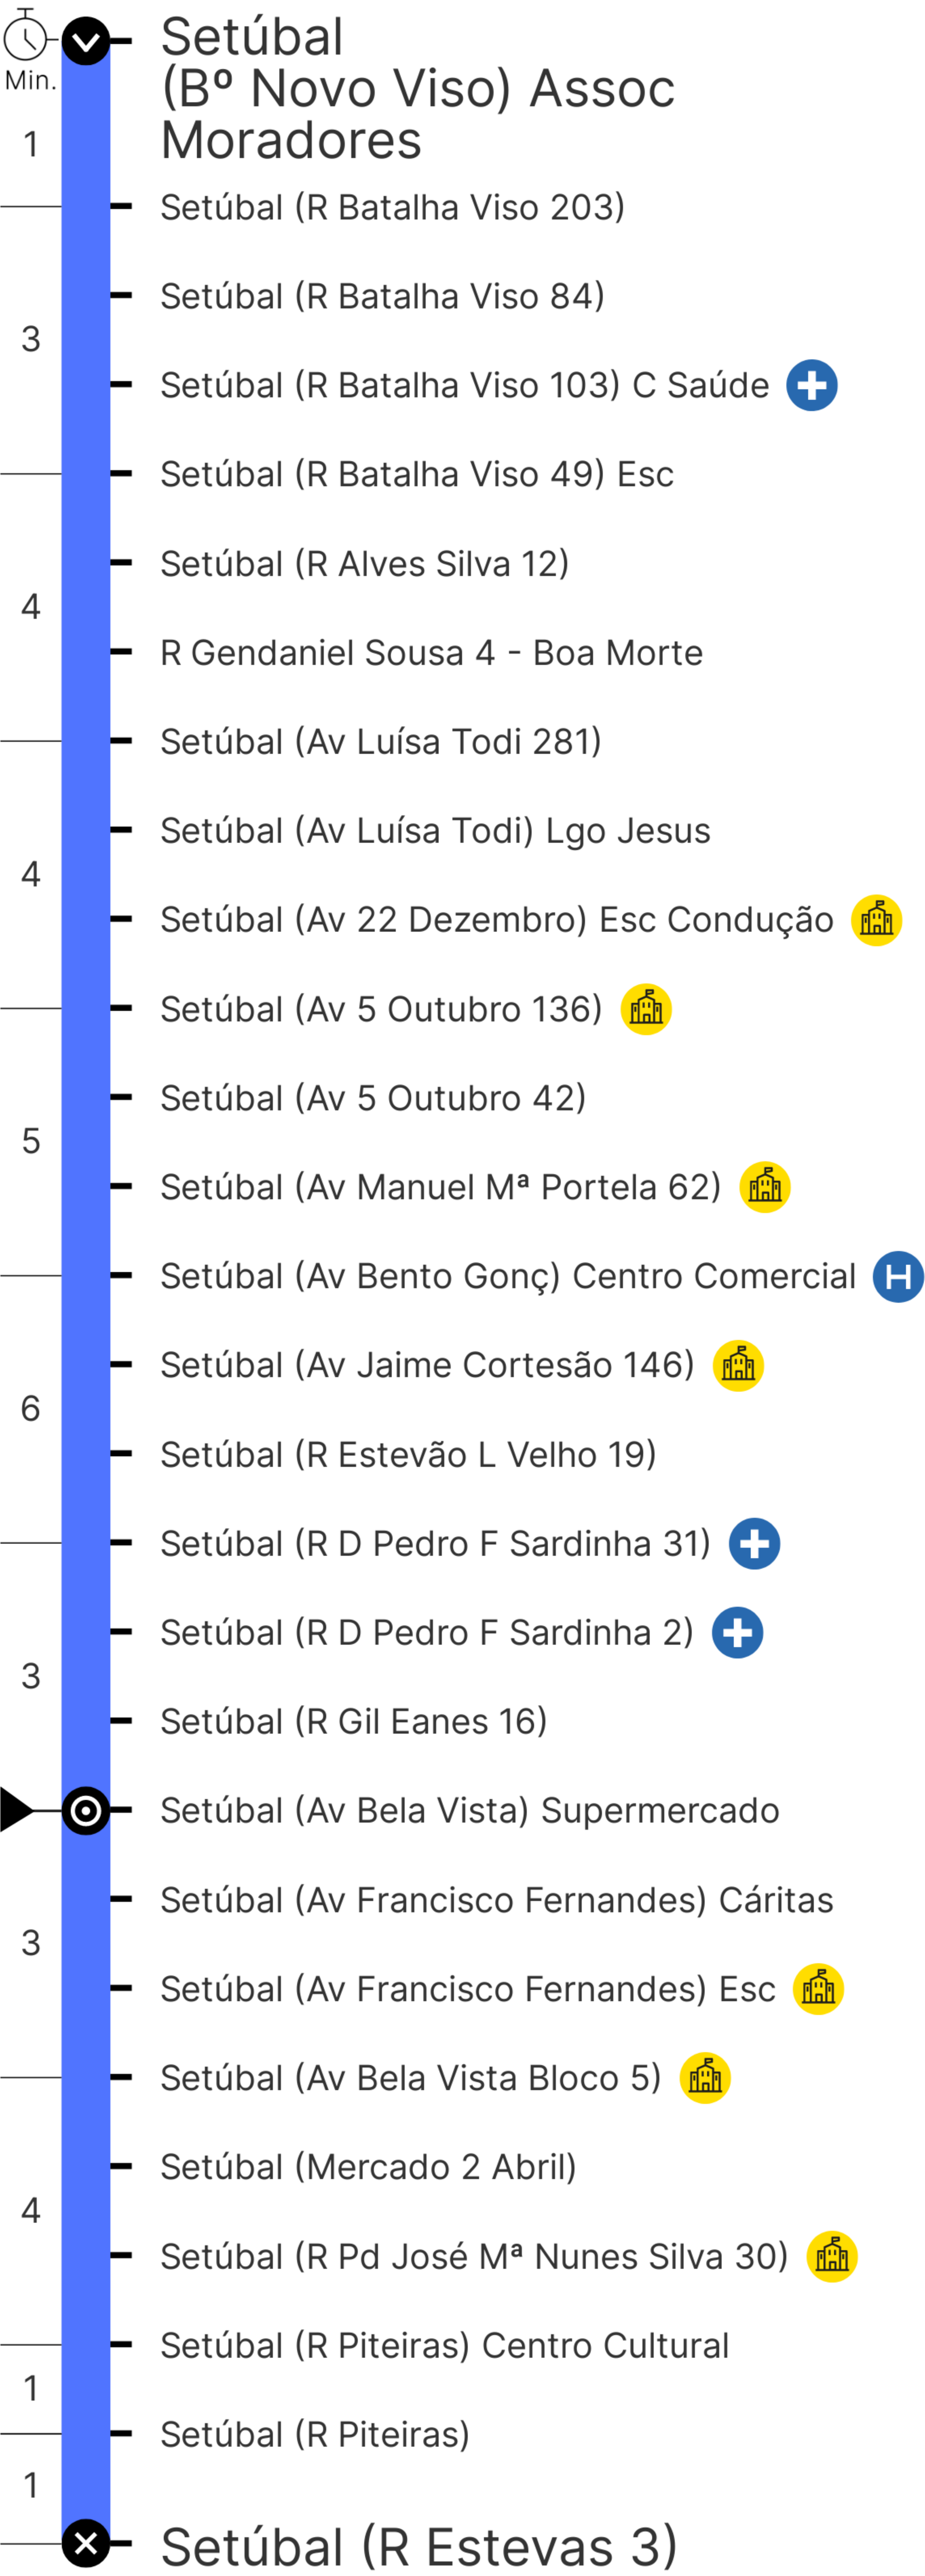 Setúbal
(Bº Novo Viso) Assoc
Moradores
Min.
1
Setúbal (R Batalha Viso 203)
Setúbal (R Batalha Viso 84)
3
Setúbal (R Batalha Viso 103) C Saúde
Setúbal (R Batalha Viso 49) Esc
Setúbal (R Alves Silva 12)
4
R Gendaniel Sousa 4 - Boa Morte
Setúbal (Av Luísa Todi 281)
Setúbal (Av Luísa Todi) Lgo Jesus
4
Setúbal (Av 22 Dezembro) Esc Condução
Setúbal (Av 5 Outubro 136)
Setúbal (Av 5 Outubro 42)
5
Setúbal (Av Manuel Mª Portela 62)
Setúbal (Av Bento Gonç) Centro Comercial H
Setúbal (Av Jaime Cortesão 146)
6
Setúbal (R Estevão L Velho 19)
Setúbal (R D Pedro F Sardinha 31)
Setúbal (R D Pedro F Sardinha 2)
3
Setúbal (R Gil Eanes 16)
Setúbal (Av Bela Vista) Supermercado
Setúbal (Av Francisco Fernandes) Cáritas
3
Setúbal (Av Francisco Fernandes) Esc
Setúbal (Av Bela Vista Bloco 5)
Setúbal (Mercado 2 Abril)
4
Setúbal (R Pd José Mª Nunes Silva 30)
Setúbal (R Piteiras) Centro Cultural
1
Setúbal (R Piteiras)
1
Setúbal (R Estevas 3)